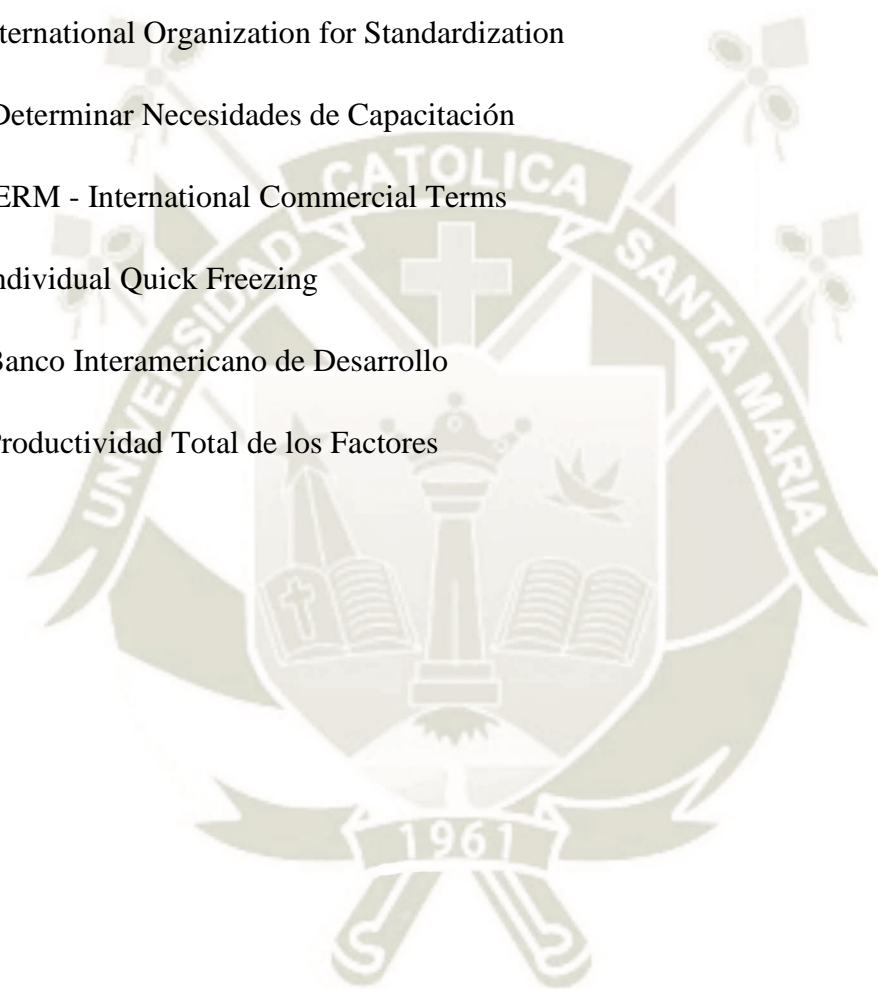 ternational Organization for Standardization
Determinar Necesidades de Capacitación
ERM - International Commercial Terms
ndividual Quick Freezing
Banco Interamericano de Desarrollo
Productividad Total de los Factores
UNIVERSIDAD CATOLICA SANTA MARIA
1961